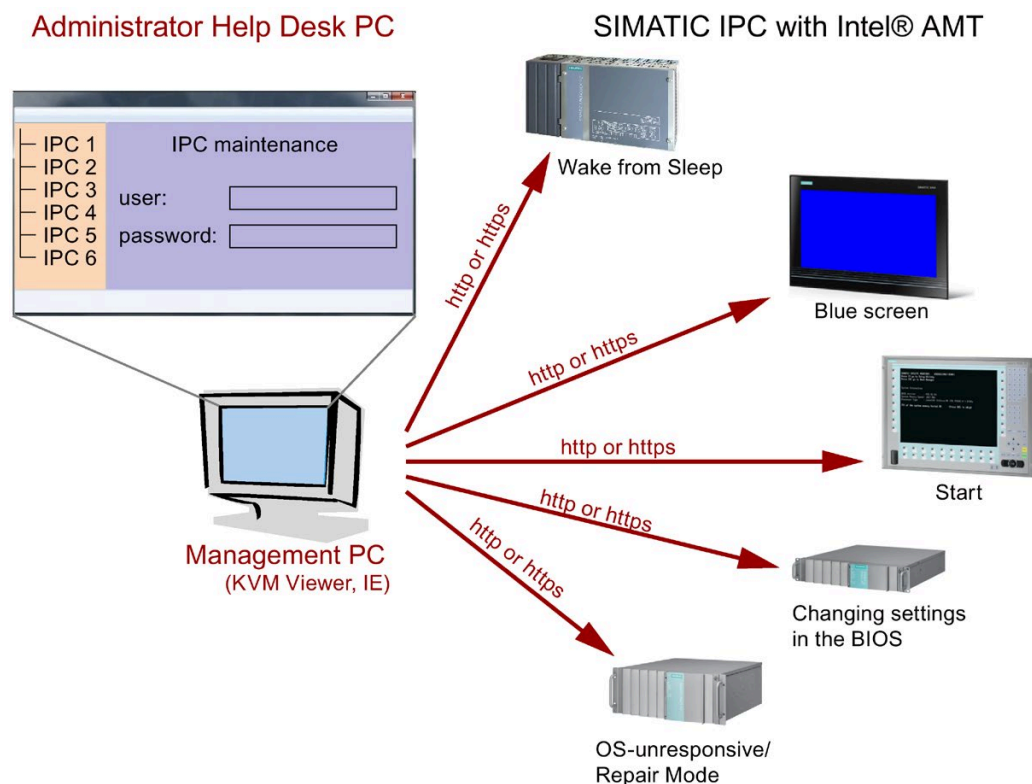 Administrator Help Desk PC
SIMATIC IPC with Intel® AMT
IPC 1
IPC 2
IPC 3
IPC 4
IPC 5
IPC 6
IPC maintenance
user:
password:
Management PC
(KVM Viewer, IE)
http or https
Wake from Sleep
http or https
Blue screen
http or https
Start
http or https
Changing settings
in the BIOS
http or https
OS-unresponsive/
Repair Mode